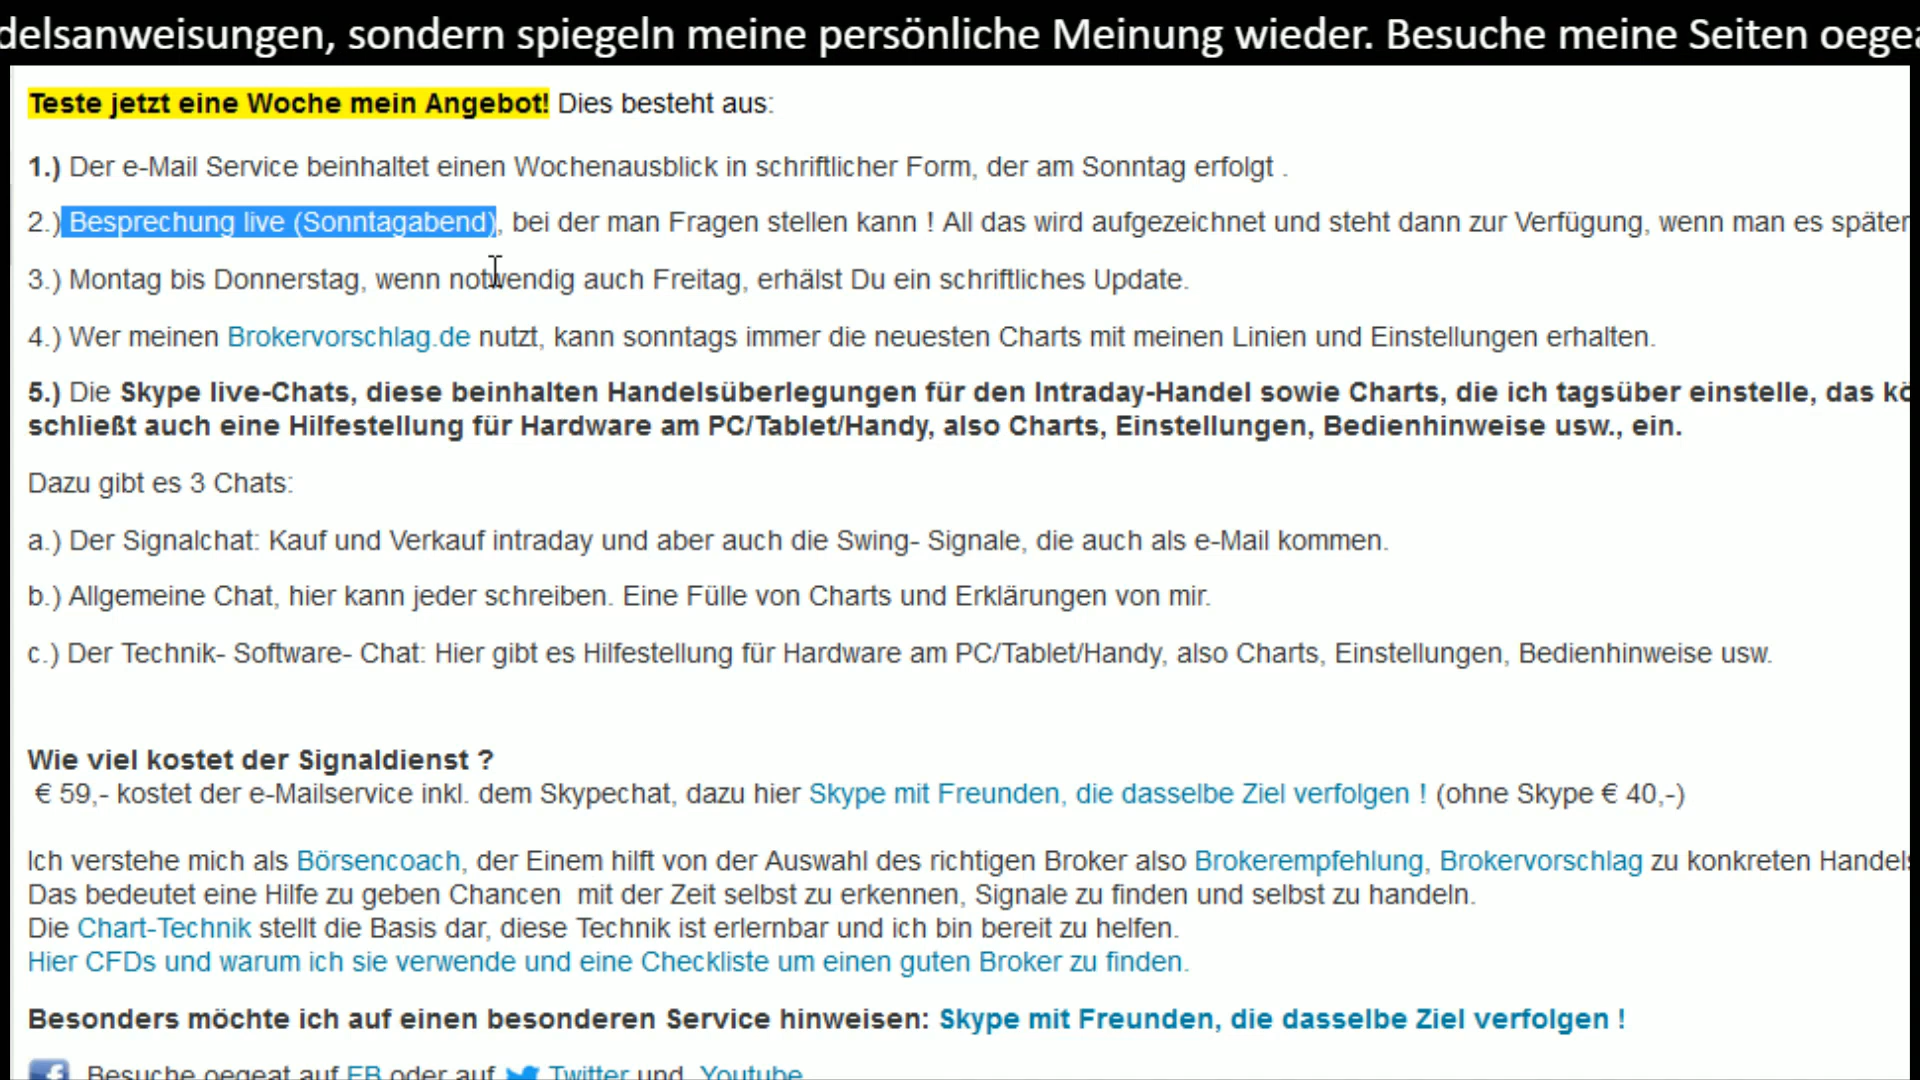 delsanweisungen, sondern spiegeln meine persönliche Meinung wieder. Besuche meine Seiten oege
Teste jetzt eine Woche mein Angebot! Dies besteht aus:
1.) Der e-Mail Service beinhaltet einen Wochenausblick in schriftlicher Form, der am Sonntag erfolgt .
2.) Besprechung live (Sonntagabend), bei der man Fragen stellen kann ! All das wird aufgezeichnet und steht dann zur Verfügung, wenn man es später
3.) Montag bis Donnerstag, wenn notwendig auch Freitag, erhälst Du ein schriftliches Update.
4.) Wer meinen Brokervorschlag.de nutzt, kann sonntags immer die neuesten Charts mit meinen Linien und Einstellungen erhalten.
5.) Die Skype live-Chats, diese beinhalten Handelsüberlegungen für den Intraday-Handel sowie Charts, die ich tagsüber einstelle, das kö
schließt auch eine Hilfestellung für Hardware am PC/Tablet/Handy, also Charts, Einstellungen, Bedienhinweise usw., ein.
Dazu gibt es 3 Chats:
a.) Der Signalchat: Kauf und Verkauf intraday und aber auch die Swing- Signale, die auch als e-Mail kommen.
b.) Allgemeine Chat, hier kann jeder schreiben. Eine Fülle von Charts und Erklärungen von mir.
c.) Der Technik- Software- Chat: Hier gibt es Hilfestellung für Hardware am PC/Tablet/Handy, also Charts, Einstellungen, Bedienhinweise usw.
Wie viel kostet der Signaldienst ?
€ 59,- kostet der e-Mailservice inkl. dem Skypechat, dazu hier Skype mit Freunden, die dasselbe Ziel verfolgen ! (ohne Skype € 40,-)
Ich verstehe mich als Börsencoach, der Einem hilft von der Auswahl des richtigen Broker also Brokerempfehlung, Brokervorschlag zu konkreten Handels
Das bedeutet eine Hilfe zu geben Chancen  mit der Zeit selbst zu erkennen, Signale zu finden und selbst zu handeln.
Die Chart-Technik stellt die Basis dar, diese Technik ist erlernbar und ich bin bereit zu helfen.
Hier CFDs und warum ich sie verwende und eine Checkliste um einen guten Broker zu finden.
Besonders möchte ich auf einen besonderen Service hinweisen: Skype mit Freunden, die dasselbe Ziel verfolgen !
Besuche oegeat auf FB oder auf Twitter und Youtube